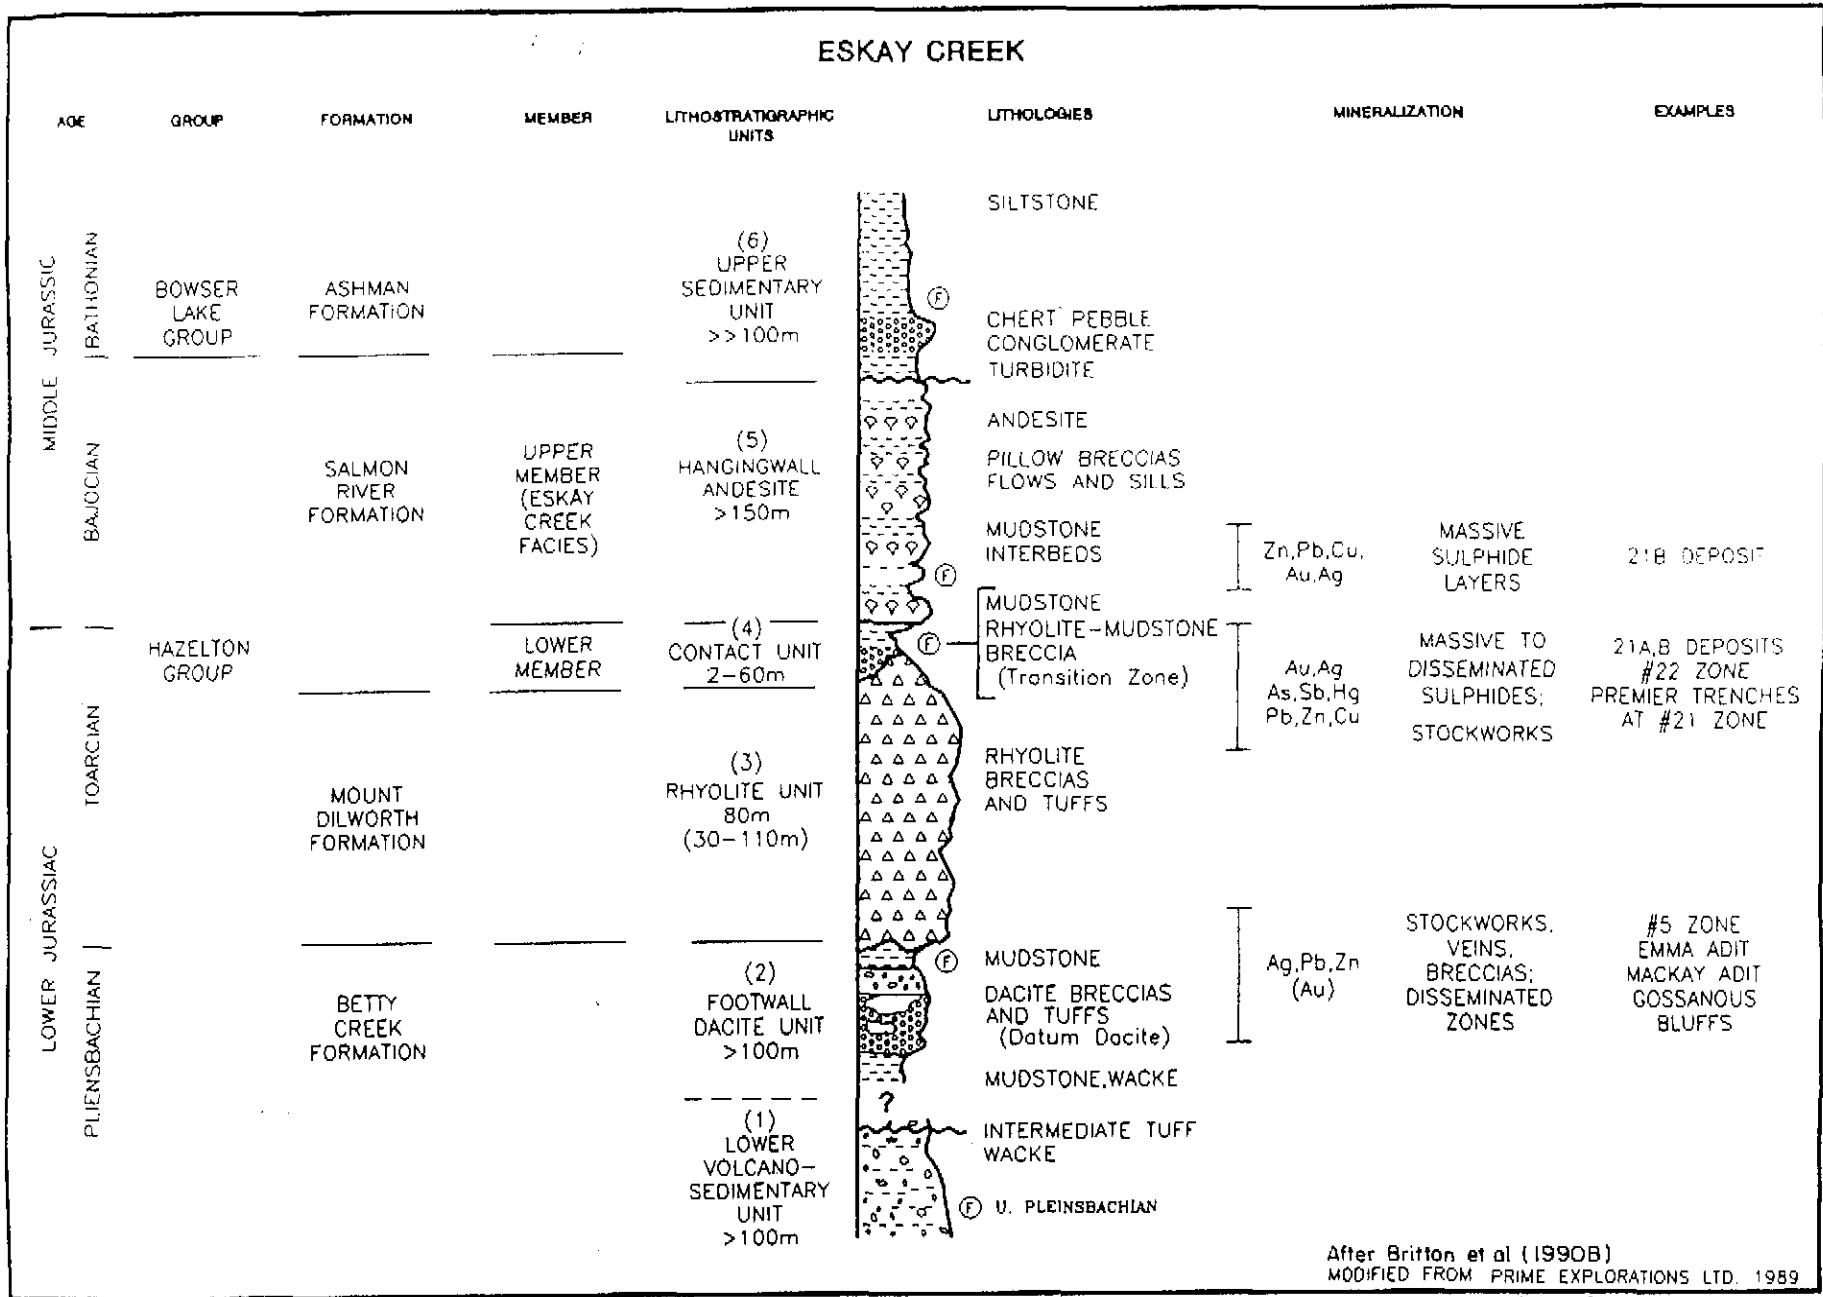 ESKAY CREEK
AGE
GROUP
FORMATION
MEMBER
LITHOSTRATIGRAPHIC
UNITS
LITHOLOGIES
MINERALIZATION
EXAMPLES
MIDDLE JURASSIC
BATHONIAN
BAJOCIAN
LOWER JURASSIAC
TOARCIAN
PLIENSBACHIAN
BOWSER
LAKE
GROUP
HAZELTON
GROUP
ASHMAN
FORMATION
SALMON
RIVER
FORMATION
MOUNT
DILWORTH
FORMATION
BETTY
CREEK
FORMATION
UPPER
MEMBER
(ESKAY
CREEK
FACIES)
LOWER
MEMBER
(6)
UPPER
SEDIMENTARY
UNIT
>>100m
(5)
HANGINGWALL
ANDESITE
>150m
(4)
CONTACT UNIT
2-60m
(3)
RHYOLITE UNIT
80m
(30-110m)
(2)
FOOTWALL
DACITE UNIT
>100m
(1)
LOWER
VOLCANO-
SEDIMENTARY
UNIT
>100m
F
F
F
F
?
SILTSTONE
CHERT PEBBLE
CONGLOMERATE
TURBIDITE
ANDESITE
PILLOW BRECCIAS
FLOWS AND SILLS
MUDSTONE
INTERBEDS
MUDSTONE
RHYOLITE-MUDSTONE
BRECCIA
(Transition Zone)
RHYOLITE
BRECCIAS
AND TUFFS
MUDSTONE
DACITE BRECCIAS
AND TUFFS
(Datum Dacite)
MUDSTONE,WACKE
INTERMEDIATE TUFF
WACKE
F U. PLEINSBACHIAN
Zn,Pb,Cu,
Au,Ag
MASSIVE
SULPHIDE
LAYERS
21B DEPOSIT
Au,Ag
As,Sb,Hg
Pb,Zn,Cu
MASSIVE TO
DISSEMINATED
SULPHIDES;
STOCKWORKS
21A,B DEPOSITS
#22 ZONE
PREMIER TRENCHES
AT #21 ZONE
Ag,Pb,Zn
(Au)
STOCKWORKS,
VEINS,
BRECCIAS;
DISSEMINATED
ZONES
#5 ZONE
EMMA ADIT
MACKAY ADIT
GOSSANOUS
BLUFFS
After Britton et al (1990B)
MODIFIED FROM PRIME EXPLORATIONS LTD. 1989